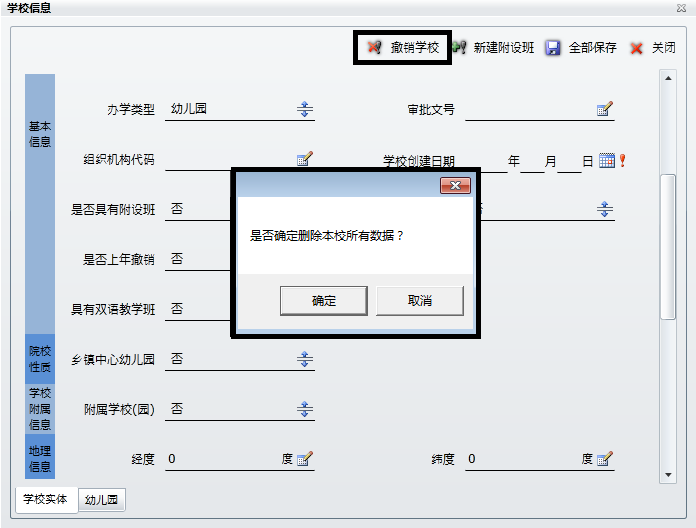 学校信息
撤销学校 新建附设班 全部保存 关闭
基本信息
办学类型 幼儿园 审批文号
组织机构代码 学校创建日期 年 月 日
是否具有附设班 否
是否确定删除本校所有数据？
是否上年撤销 否
确定 取消
具有双语教学班 否
院校性质
乡镇中心幼儿园 否
学校附属信息
附属学校(园) 否
地理信息
经度 0 度 纬度 0 度
学校实体 幼儿园